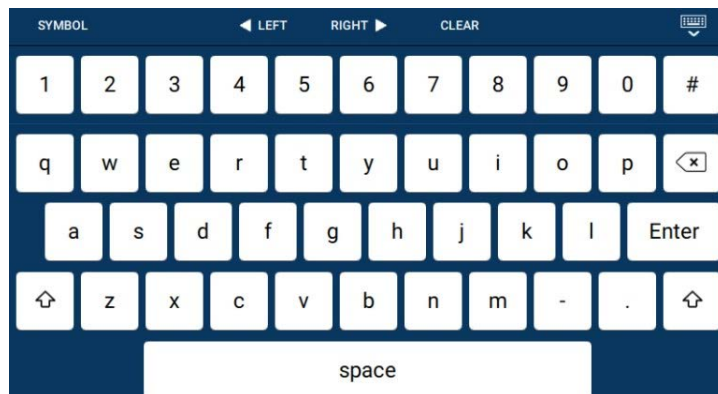 SYMBOL ◀ LEFT RIGHT ▶ CLEAR
1 2 3 4 5 6 7 8 9 0 #
q w e r t y u i o p
a s d f g h j k l Enter
z x c v b n m - .
space